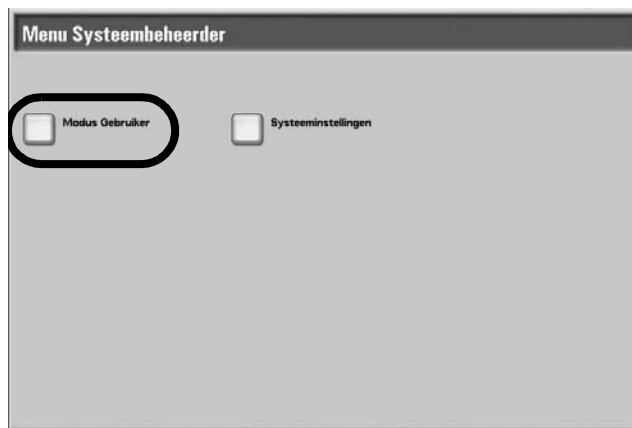 Menu Systeembeheerder
Modus Gebruiker
Systeeminstellingen